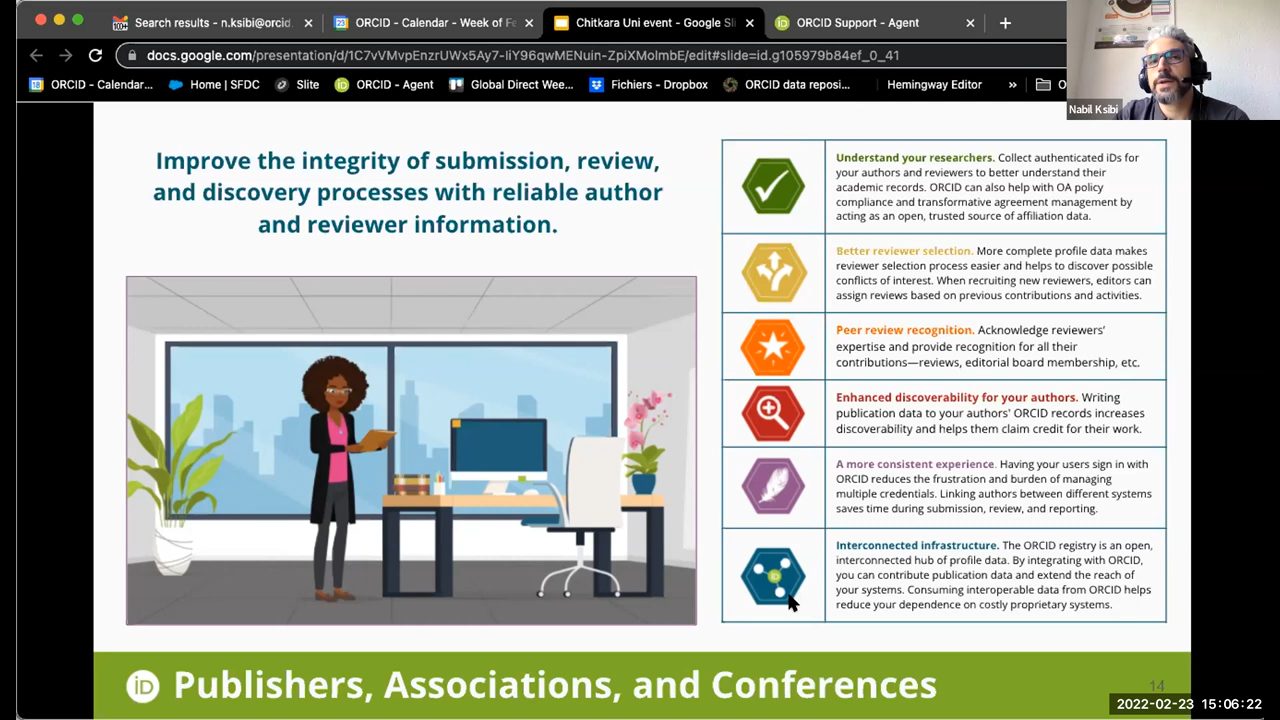 Search results - n.ksibi@orcid.
ORCID - Calendar - Week of Fe
Chitkara Uni event - Google Sli
ORCID Support - Agent
docs.google.com/presentation/d/1C7vVMvpEnzrUWx5Ay7-liY96qwMENuin-ZpiXMolmbE/edit#slide=id.g105979b84ef_0_41
ORCID - Calendar...
Home | SFDC
Slite
ORCID - Agent
Global Direct Wee...
Fichiers - Dropbox
ORCID data reposi...
Hemingway Editor
»
O
Nabil Ksibi
Improve the integrity of submission, review,
and discovery processes with reliable author
and reviewer information.
Understand your researchers. Collect authenticated iDs for
your authors and reviewers to better understand their
academic records. ORCID can also help with OA policy
compliance and transformative agreement management by
acting as an open, trusted source of affiliation data.
Better reviewer selection. More complete profile data makes
reviewer selection process easier and helps to discover possible
conflicts of interest. When recruiting new reviewers, editors can
assign reviews based on previous contributions and activities.
Peer review recognition. Acknowledge reviewers'
expertise and provide recognition for all their
contributions—reviews, editorial board membership, etc.
Enhanced discoverability for your authors. Writing
publication data to your authors' ORCID records increases
discoverability and helps them claim credit for their work.
A more consistent experience. Having your users sign in with
ORCID reduces the frustration and burden of managing
multiple credentials. Linking authors between different systems
saves time during submission, review, and reporting.
Interconnected infrastructure. The ORCID registry is an open,
interconnected hub of profile data. By integrating with ORCID,
you can contribute publication data and extend the reach of
your systems. Consuming interoperable data from ORCID helps
reduce your dependence on costly proprietary systems.
iD Publishers, Associations, and Conferences
14
2022-02-23 15:06:22